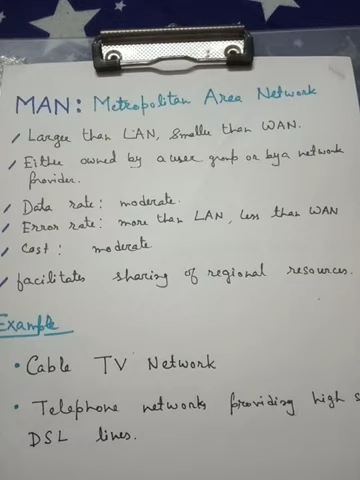 MAN: Metropolitan Area Network
Larger than LAN, Smaller than WAN.
Either owned by a user group or by a network
provider.
Data rate: moderate.
Error rate: more than LAN, less than WAN
Cost: moderate
facilitates sharing of regional resources.
Example
• Cable TV Network
• Telephone networks providing high s
DSL lines.